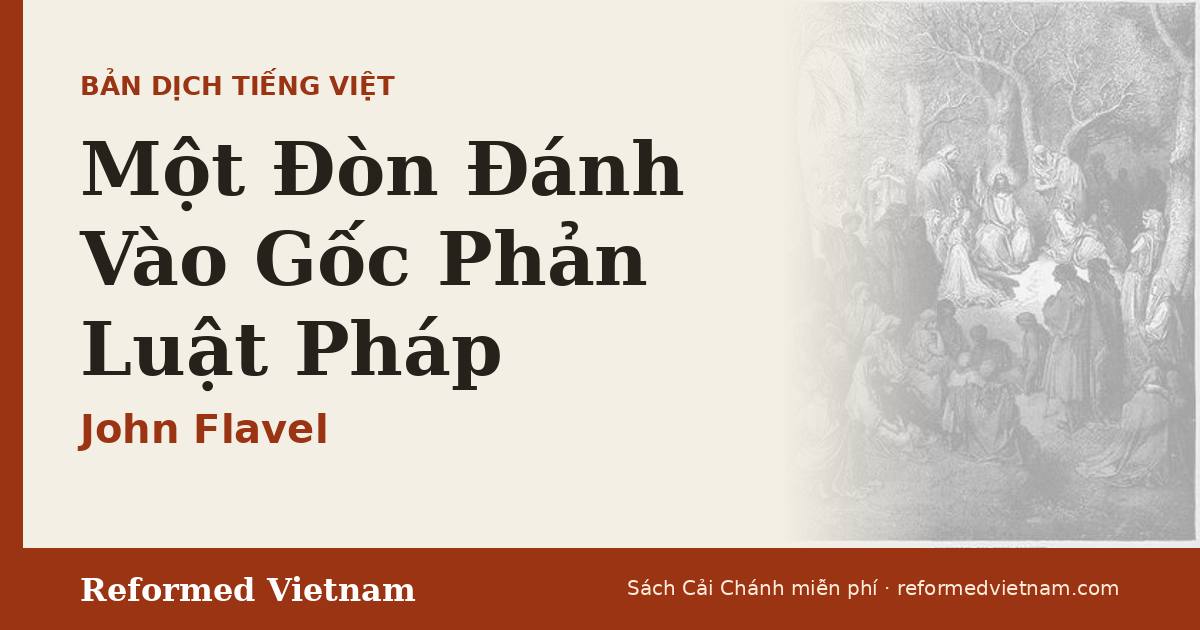 BẢN DỊCH TIẾNG VIỆT
Một Đòn Đánh
Vào Gốc Phản
Luật Pháp
John Flavel
Reformed Vietnam
Sách Cải Chánh miễn phí · reformedvietnam.com